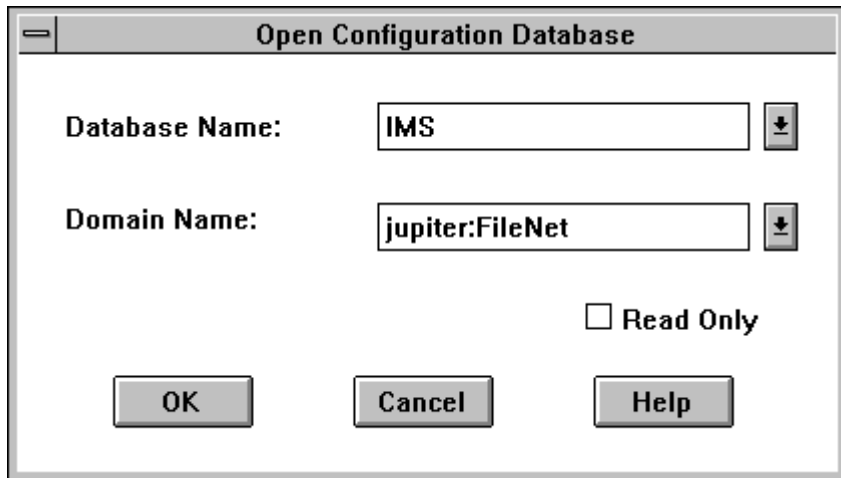 Open Configuration Database
Database Name: IMS
Domain Name: jupiter:FileNet
Read Only
OK Cancel Help